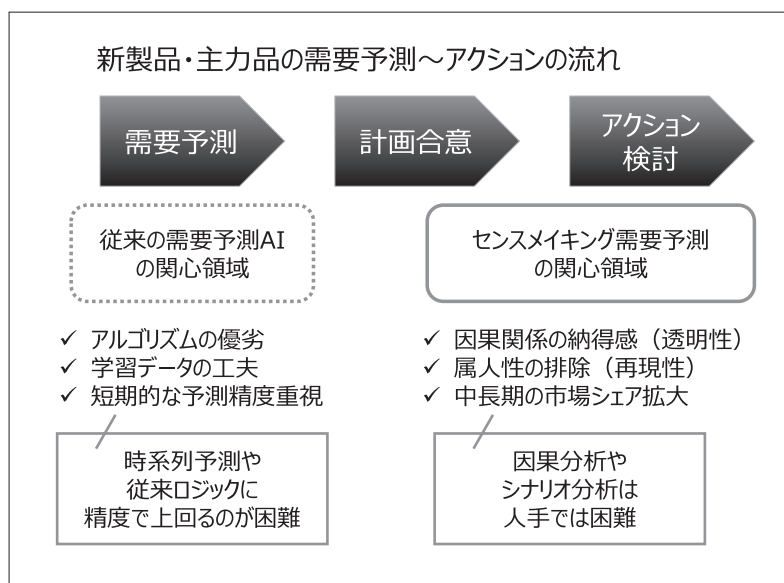 新製品・主力品の需要予測～アクションの流れ
需要予測
計画合意
アクション
検討
従来の需要予測AI
の関心領域
センスメイキング需要予測
の関心領域
✓ アルゴリズムの優劣
✓ 学習データの工夫
✓ 短期的な予測精度重視
✓ 因果関係の納得感（透明性）
✓ 属人性の排除（再現性）
✓ 中長期の市場シェア拡大
時系列予測や
従来ロジックに
精度で上回るのが困難
因果分析や
シナリオ分析は
人手では困難